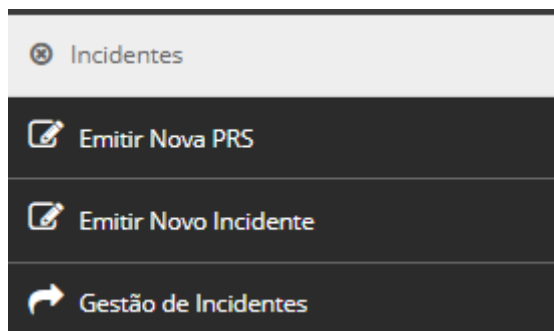 Incidentes
Emitir Nova PRS
Emitir Novo Incidente
Gestão de Incidentes